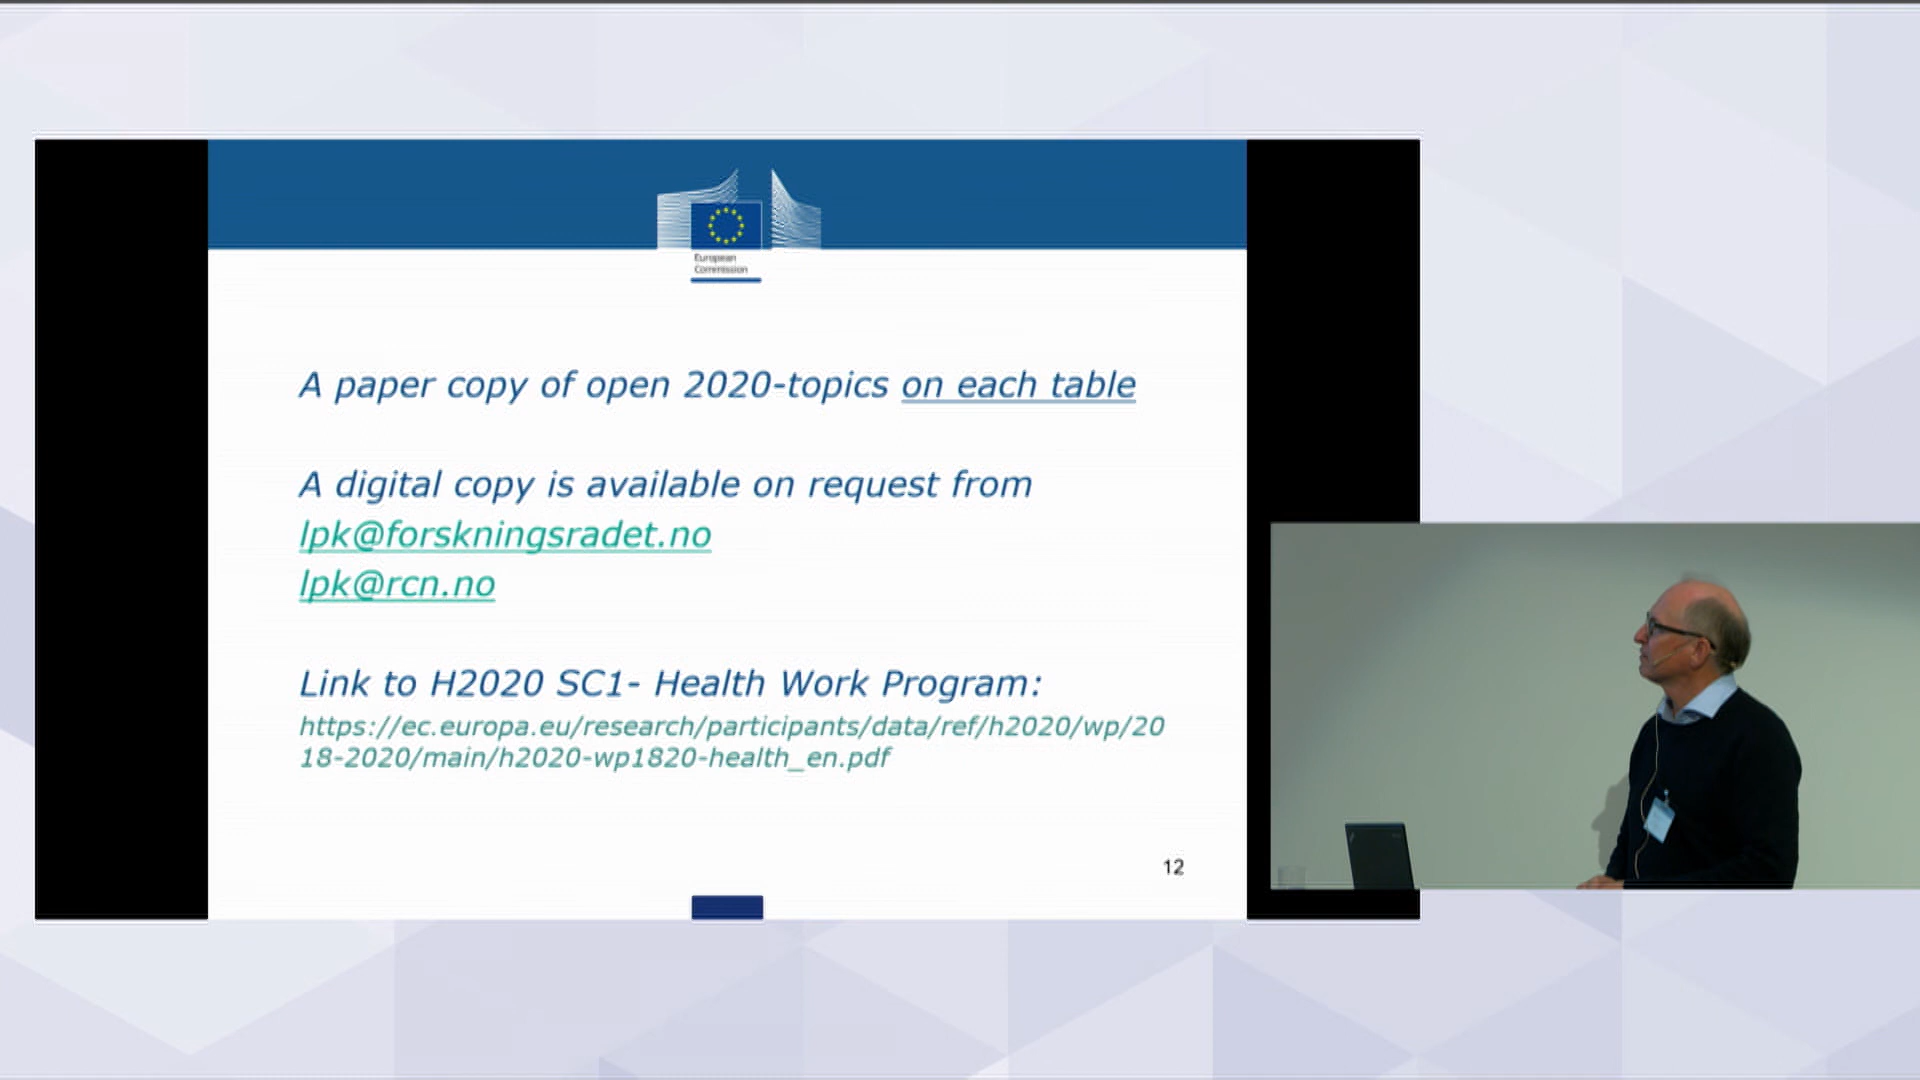 European
Commission
A paper copy of open 2020-topics on each table
A digital copy is available on request from
lpk@forskningsradet.no
lpk@rcn.no
Link to H2020 SC1- Health Work Program:
https://ec.europa.eu/research/participants/data/ref/h2020/wp/20
18-2020/main/h2020-wp1820-health_en.pdf
12